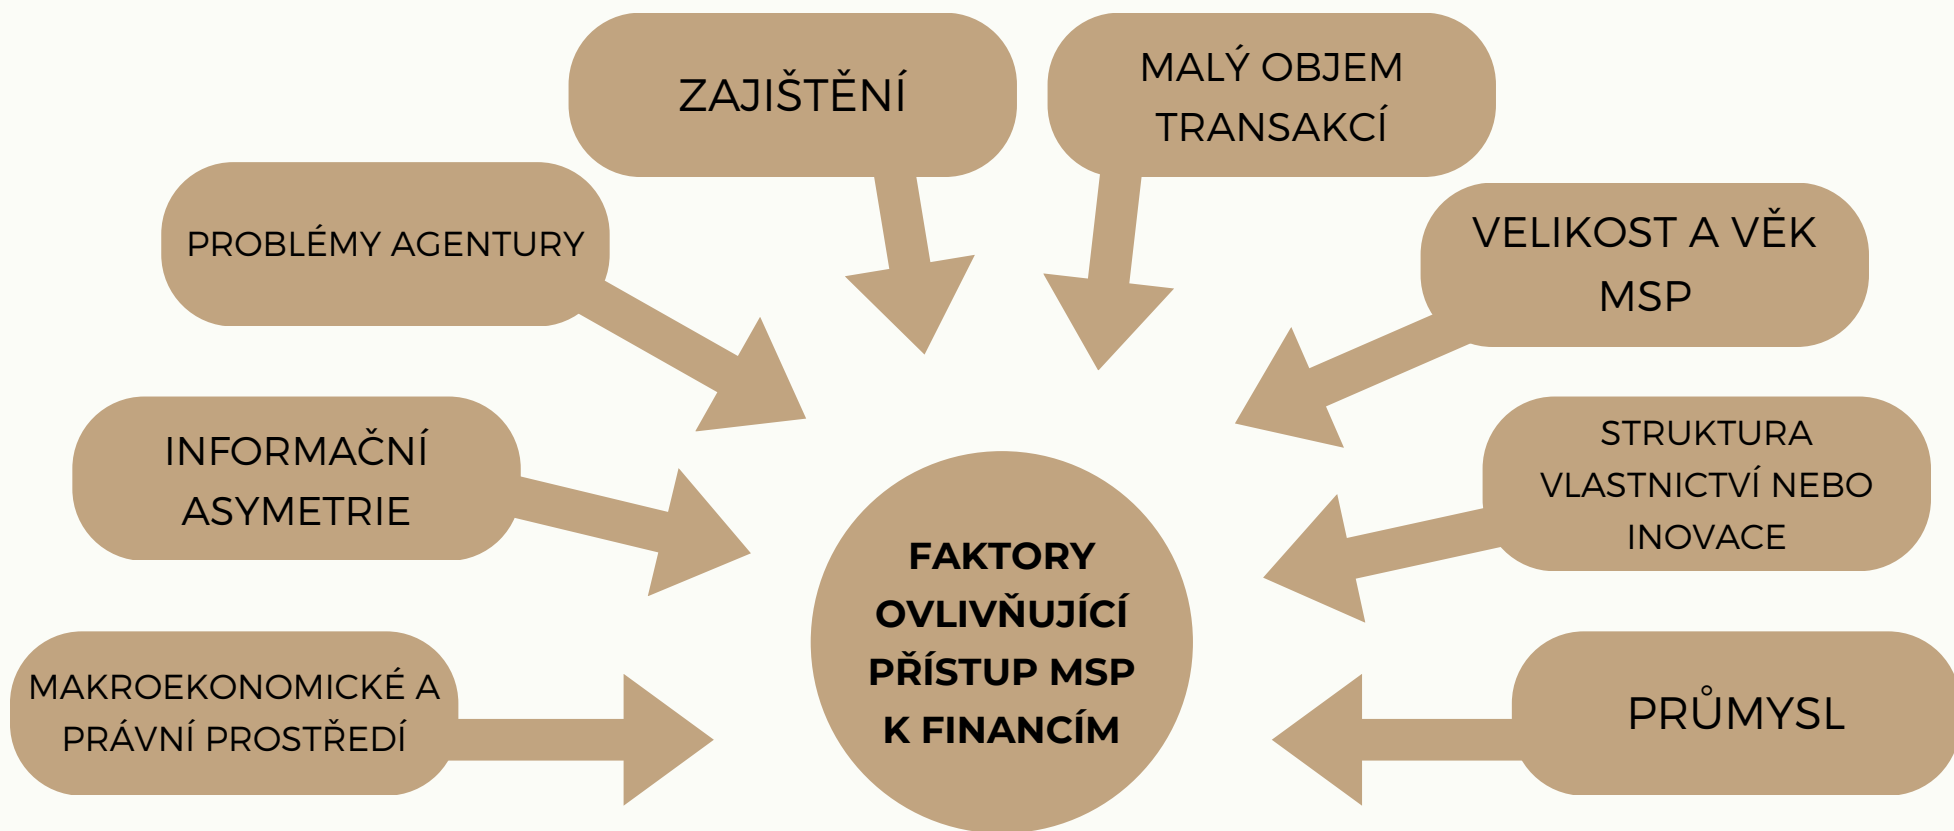 ZAJIŠTĚNÍ
MALÝ OBJEM
TRANSAKCÍ
PROBLÉMY AGENTURY
VELIKOST A VĚK
MSP
INFORMAČNÍ
ASYMETRIE
STRUKTURA
VLASTNICTVÍ NEBO
INOVACE
FAKTORY
OVLIVŇUJÍCÍ
PŘÍSTUP MSP
K FINANCÍM
MAKROEKONOMICKÉ A
PRÁVNÍ PROSTŘEDÍ
PRŮMYSL